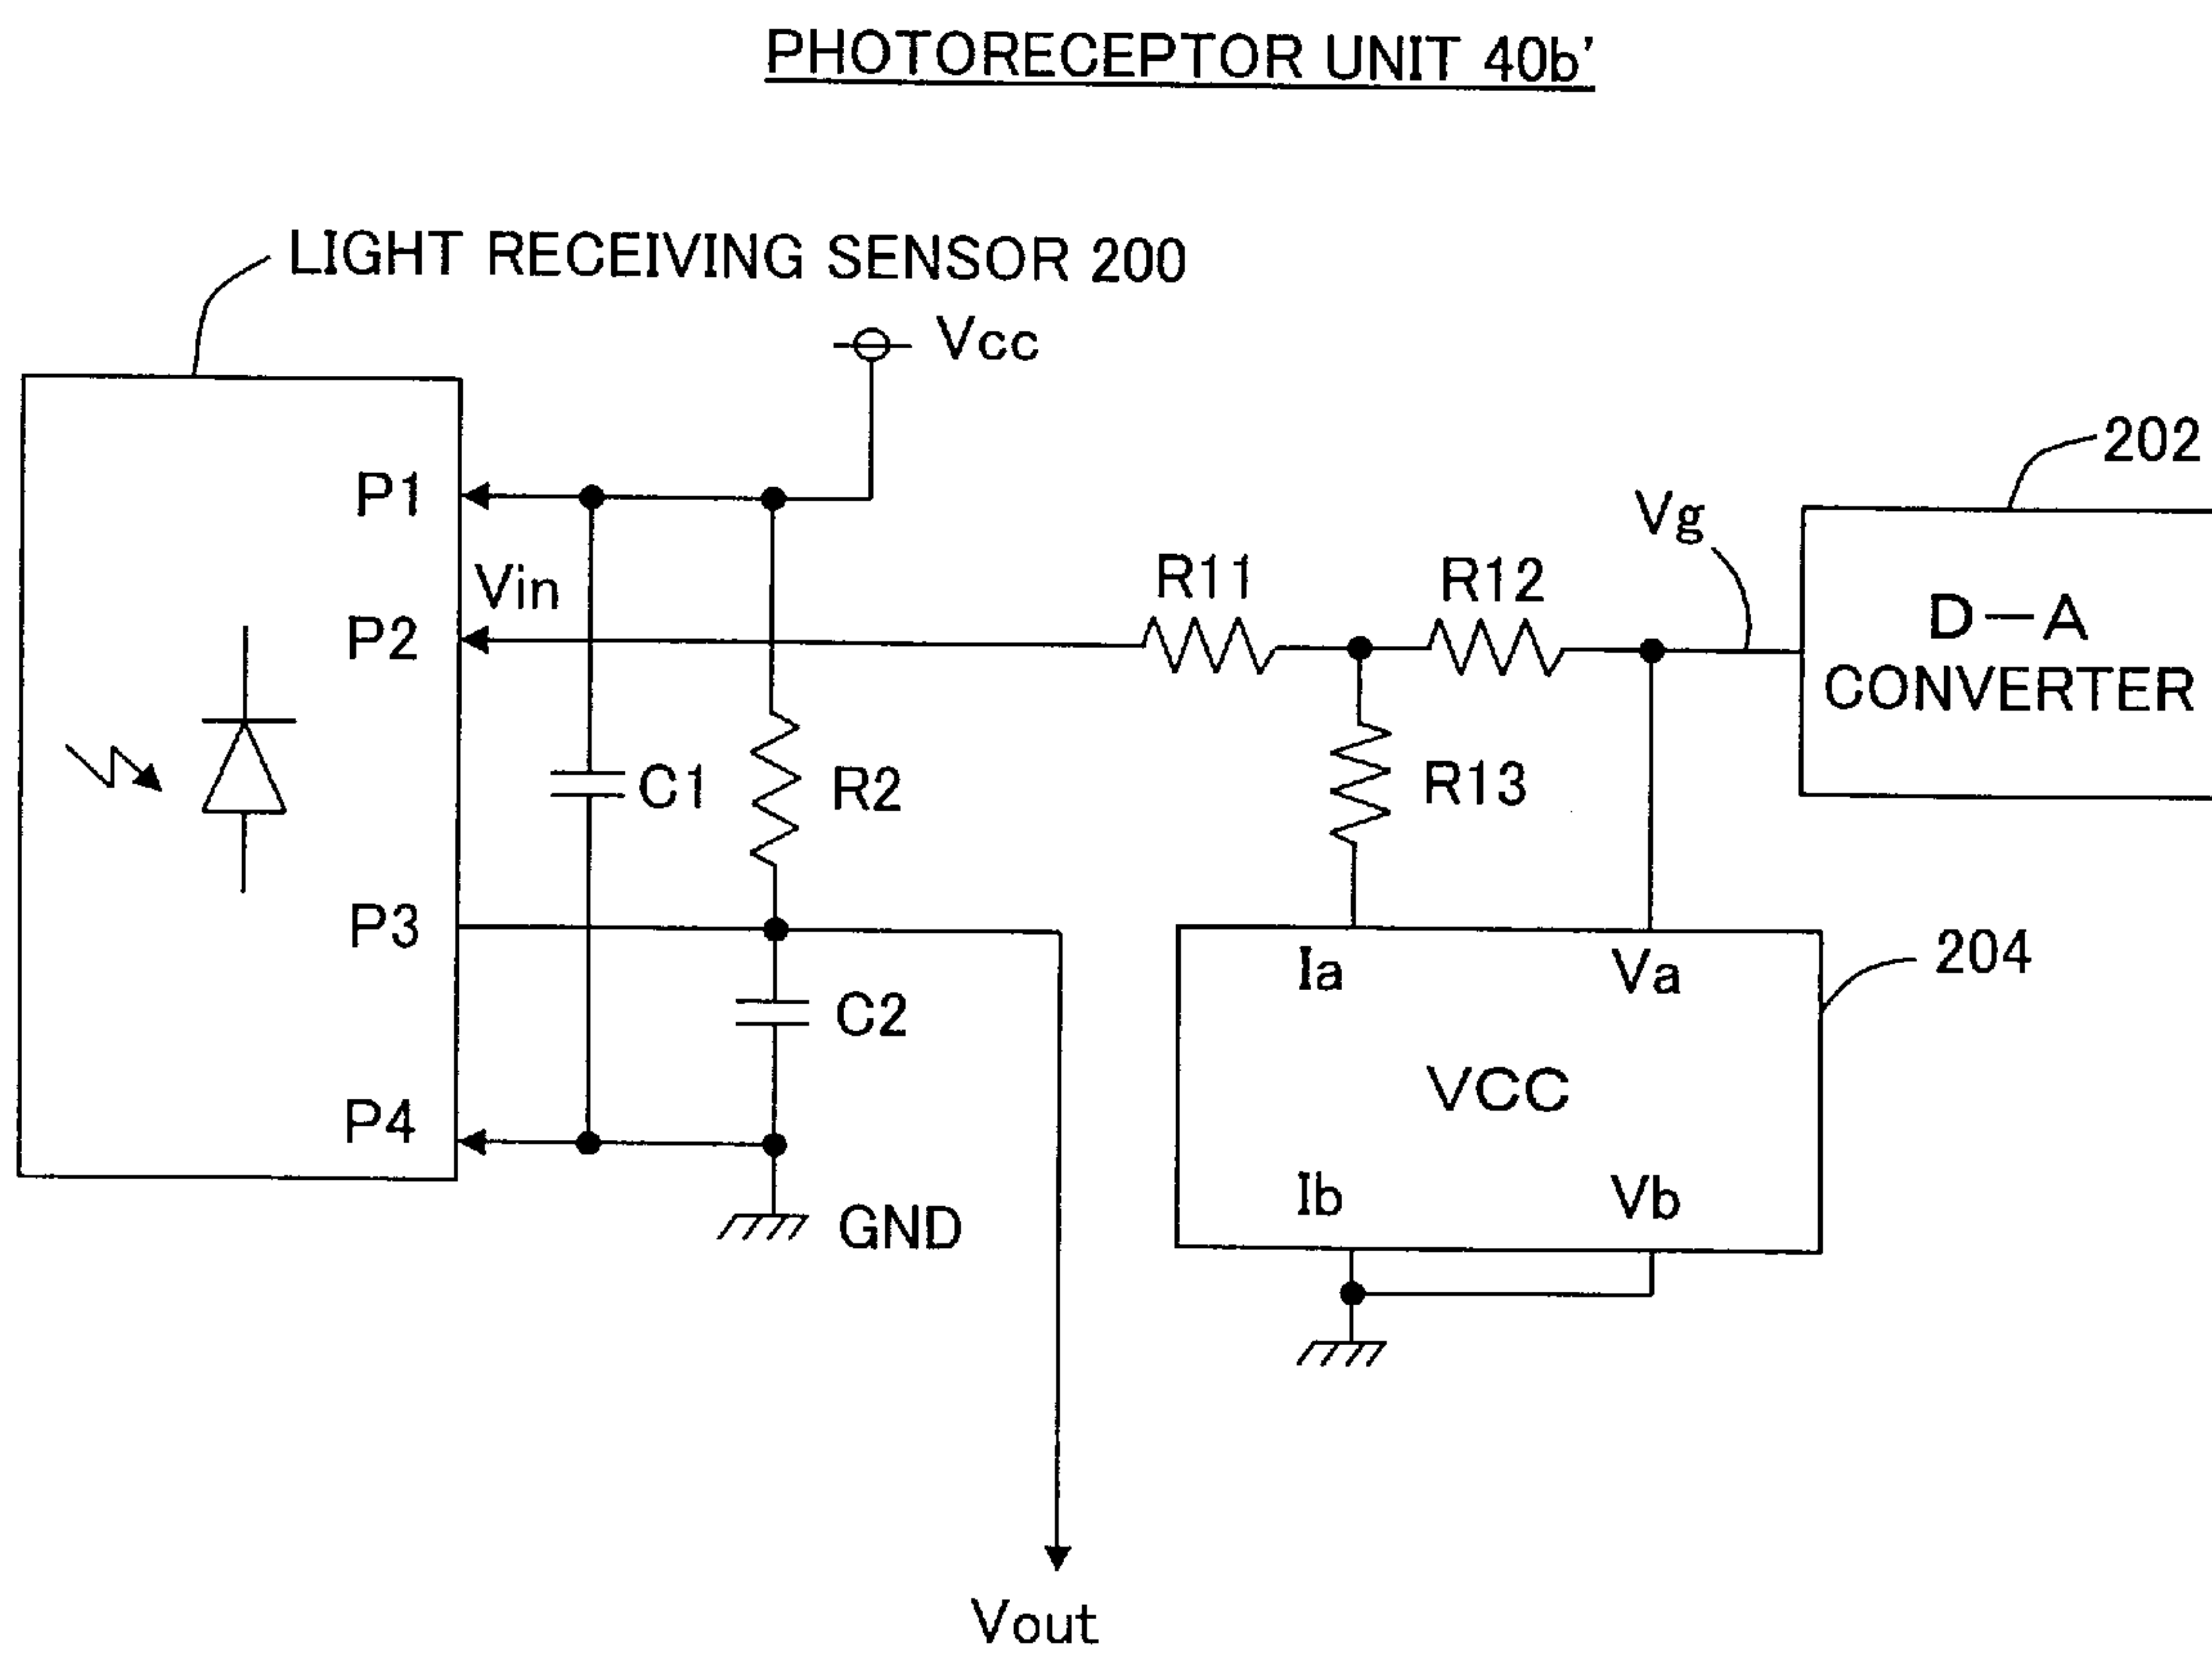 PHOTORECEPTOR UNIT 40b'
LIGHT RECEIVING SENSOR 200
Vcc
202
P1
Vg
Vin
R11
R12
D-A
CONVERTER
P2
C1
R2
R13
P3
Ia
Va
204
C2
VCC
P4
Ib
Vb
GND
Vout